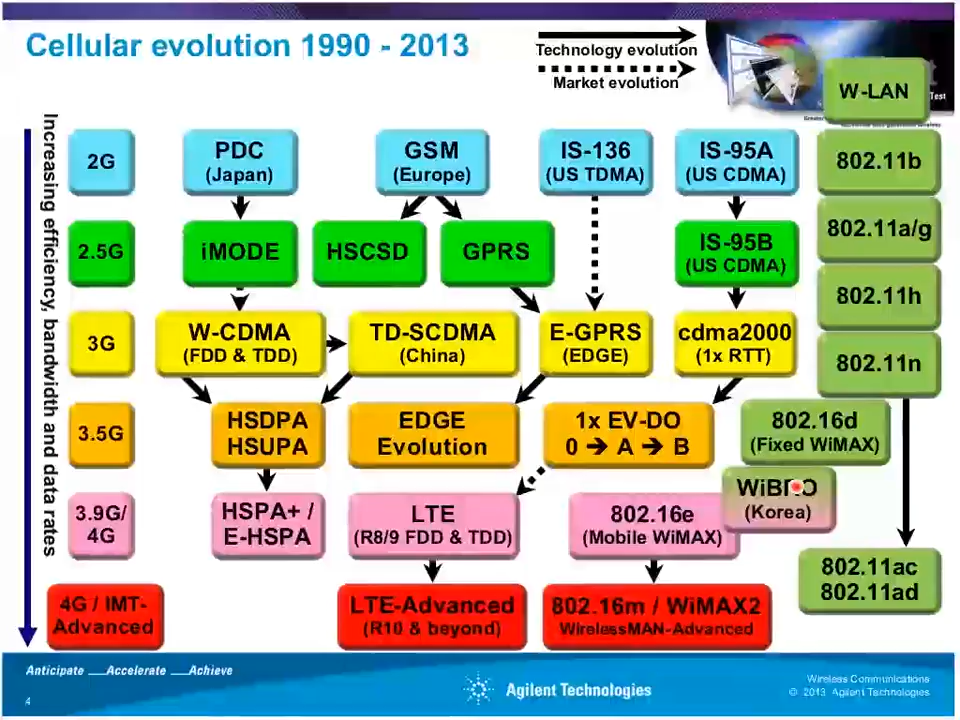 Cellular evolution 1990 - 2013
Technology evolution
Market evolution
Test
W-LAN
Increasing efficiency, bandwidth and data rates
2G
PDC
(Japan)
GSM
(Europe)
IS-136
(US TDMA)
IS-95A
(US CDMA)
802.11b
2.5G
iMODE
HSCSD
GPRS
IS-95B
(US CDMA)
802.11a/g
802.11h
3G
W-CDMA
(FDD & TDD)
TD-SCDMA
(China)
E-GPRS
(EDGE)
cdma2000
(1x RTT)
802.11n
3.5G
HSDPA
HSUPA
EDGE
Evolution
1x EV-DO
0 → A → B
802.16d
(Fixed WiMAX)
WiBRO
(Korea)
3.9G/
4G
HSPA+ /
E-HSPA
LTE
(R8/9 FDD & TDD)
802.16e
(Mobile WiMAX)
802.11ac
802.11ad
4G / IMT-
Advanced
LTE-Advanced
(R10 & beyond)
802.16m / WiMAX2
WirelessMAN-Advanced
Anticipate ___Accelerate ___Achieve
4
Agilent Technologies
Wireless Communications
© 2013 Agilent Technologies